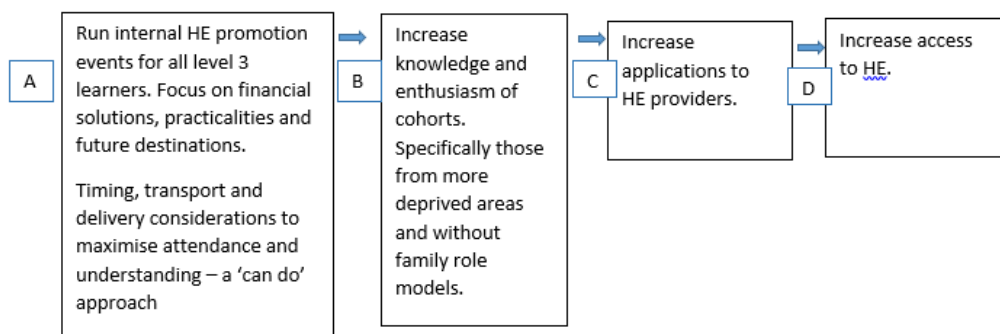 A
Run internal HE promotion
events for all level 3
learners. Focus on financial
solutions, practicalities and
future destinations.
Timing, transport and
delivery considerations to
maximise attendance and
understanding – a ‘can do’
approach
B
Increase
knowledge and
enthusiasm of
cohorts.
Specifically those
from more
deprived areas
and without
family role
models.
C
Increase
applications to
HE providers.
D
Increase access
to HE.